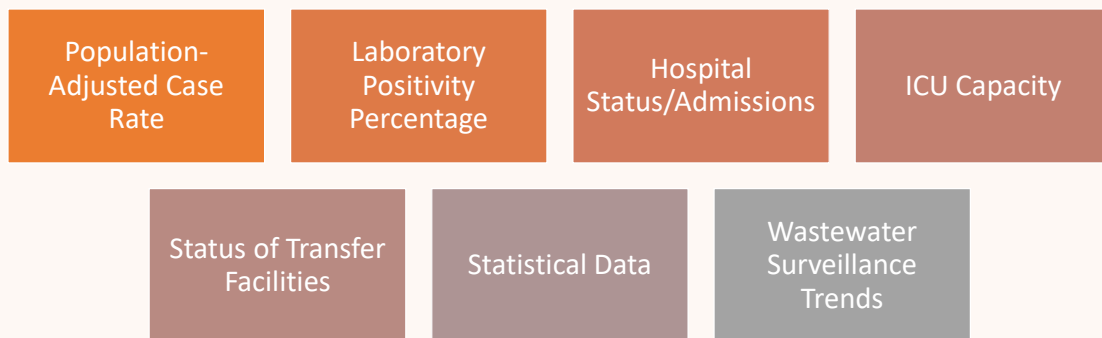 Population-
Adjusted Case
Rate
Laboratory
Positivity
Percentage
Hospital
Status/Admissions
ICU Capacity
Status of Transfer
Facilities
Statistical Data
Wastewater
Surveillance
Trends